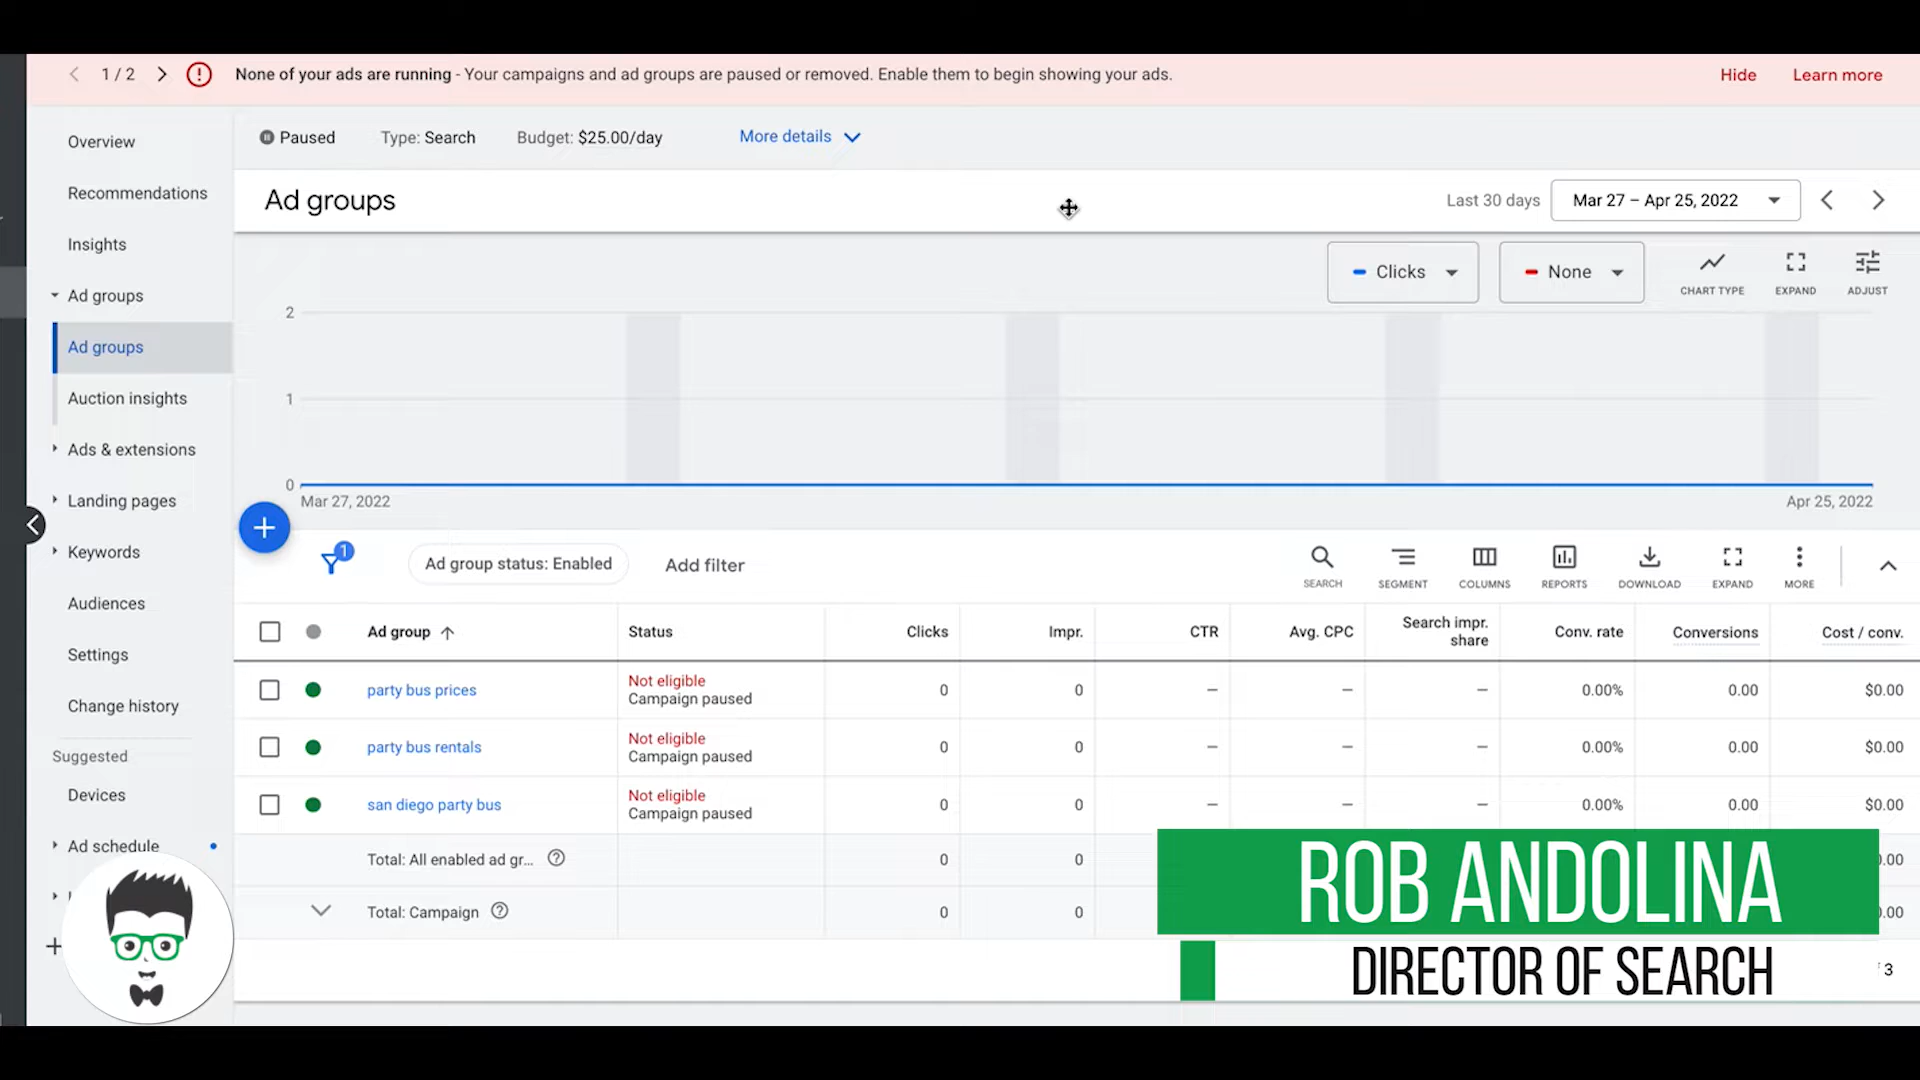 1 / 2
None of your ads are running - Your campaigns and ad groups are paused or removed. Enable them to begin showing your ads.
Hide
Learn more
Overview
Recommendations
Insights
Ad groups
Ad groups
Auction insights
Ads & extensions
Landing pages
Keywords
Audiences
Settings
Change history
Suggested
Devices
Ad schedule
Paused
Type: Search
Budget: $25.00/day
More details
Ad groups
Last 30 days
Mar 27 – Apr 25, 2022
Clicks
None
CHART TYPE
EXPAND
ADJUST
2
1
0
Mar 27, 2022
Apr 25, 2022
1
Ad group status: Enabled
Add filter
SEARCH
SEGMENT
COLUMNS
REPORTS
DOWNLOAD
EXPAND
MORE
Ad group Status Clicks Impr. CTR Avg. CPC Search impr. share Conv. rate Conversions Cost / conv.
party bus prices Not eligible 0 0 – – – 0.00% 0.00 $0.00
Campaign paused
party bus rentals Not eligible 0 0 – – – 0.00% 0.00 $0.00
Campaign paused
san diego party bus Not eligible 0 0 – – – 0.00% 0.00 $0.00
Campaign paused
Total: All enabled ad gr... 0 0
Total: Campaign 0 0
ROB ANDOLINA
DIRECTOR OF SEARCH
3